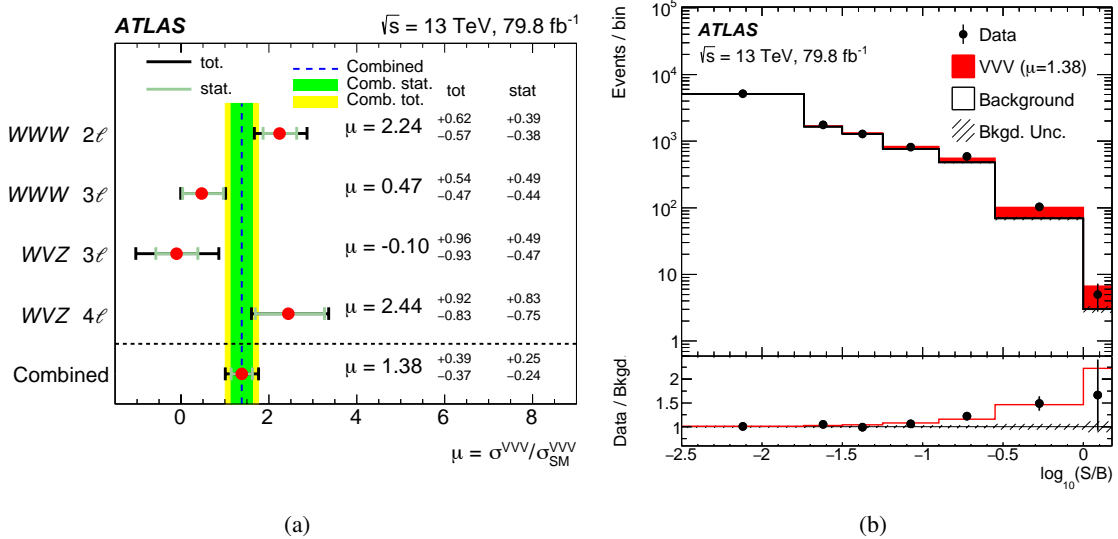 ATLAS √s = 13 TeV, 79.8 fb⁻¹
tot. Combined
stat. Comb. stat. tot stat
Comb. tot.
WWW 2ℓ μ = 2.24 +0.62 −0.57 +0.39 −0.38
WWW 3ℓ μ = 0.47 +0.54 −0.47 +0.49 −0.44
WVZ 3ℓ μ = -0.10 +0.96 −0.93 +0.49 −0.47
WVZ 4ℓ μ = 2.44 +0.92 −0.83 +0.83 −0.75
Combined μ = 1.38 +0.39 −0.37 +0.25 −0.24
0 2 4 6 8
μ = σ^VVV/σ_SM^VVV
(a)
Events / bin
10⁵
10⁴
10³
10²
10
1
ATLAS
√s = 13 TeV, 79.8 fb⁻¹
Data
VVV (μ=1.38)
Background
Bkgd. Unc.
Data / Bkgd.
2
1.5
1
−2.5 −2 −1.5 −1 −0.5 0
log₁₀(S/B)
(b)